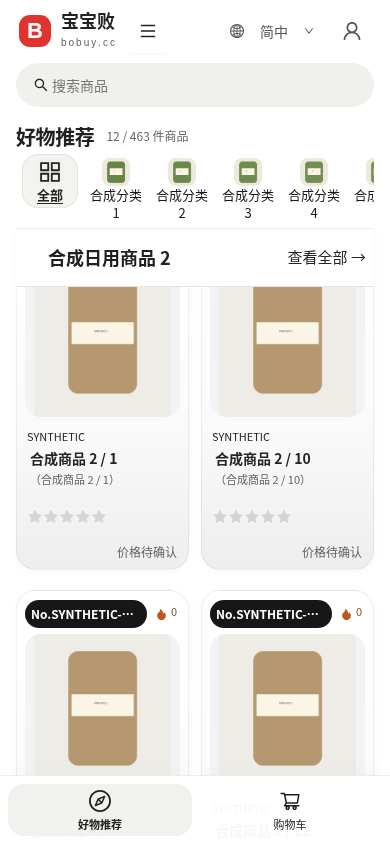 B 宝宝败
bobuy.cc
简中
搜索商品
好物推荐 12 / 463 件商品
全部
合成分类 1
合成分类 2
合成分类 3
合成分类 4
合成日用商品 2 查看全部 →
SYNTHETIC
合成商品 2 / 1
（合成商品 2 / 1）
价格待确认
SYNTHETIC
合成商品 2 / 10
（合成商品 2 / 10）
价格待确认
No.SYNTHETIC-… 0
No.SYNTHETIC-… 0
好物推荐
购物车